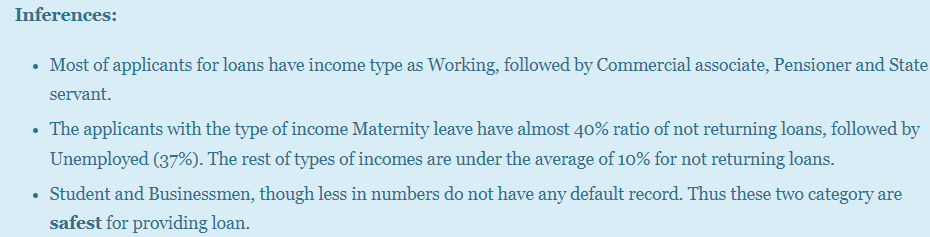 Inferences:
• Most of applicants for loans have income type as Working, followed by Commercial associate, Pensioner and State
servant.
• The applicants with the type of income Maternity leave have almost 40% ratio of not returning loans, followed by
Unemployed (37%). The rest of types of incomes are under the average of 10% for not returning loans.
• Student and Businessmen, though less in numbers do not have any default record. Thus these two category are
safest for providing loan.